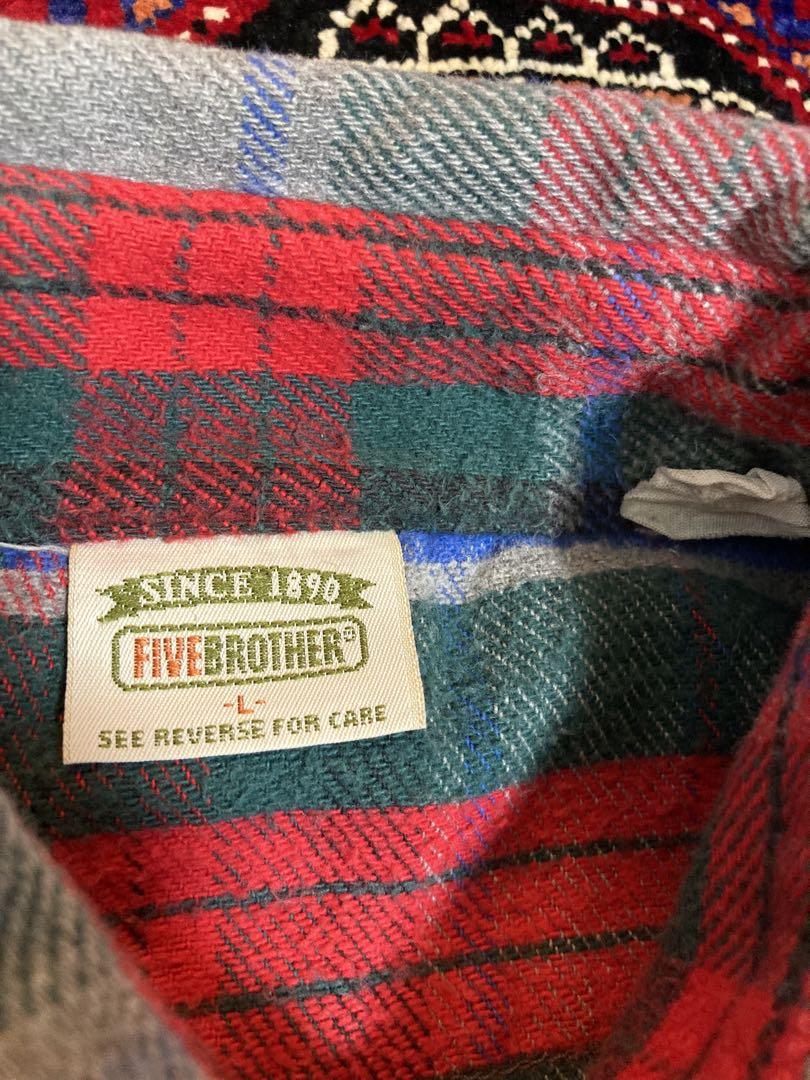 SINCE 1890
FIVEBROTHER
-L-
SEE REVERSE FOR CARE